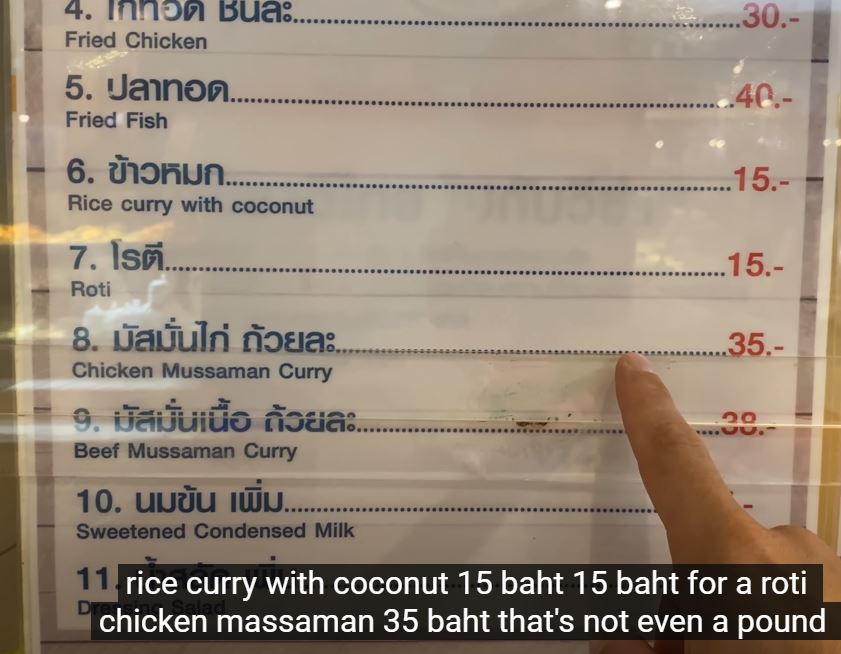 4. ไก่ทอด ชิ้นละ....30.-
Fried Chicken
5. ปลาทอด....40.-
Fried Fish
6. ข้าวหมก....15.-
Rice curry with coconut
7. โรตี....15.-
Roti
8. มัสมั่นไก่ ถ้วยละ....35.-
Chicken Mussaman Curry
9. มัสมั่นเนื้อ ถ้วยละ....38.-
Beef Mussaman Curry
10. นมข้น เพิ่ม....-
Sweetened Condensed Milk
11.
Dressing Salad
rice curry with coconut 15 baht 15 baht for a roti
chicken massaman 35 baht that's not even a pound